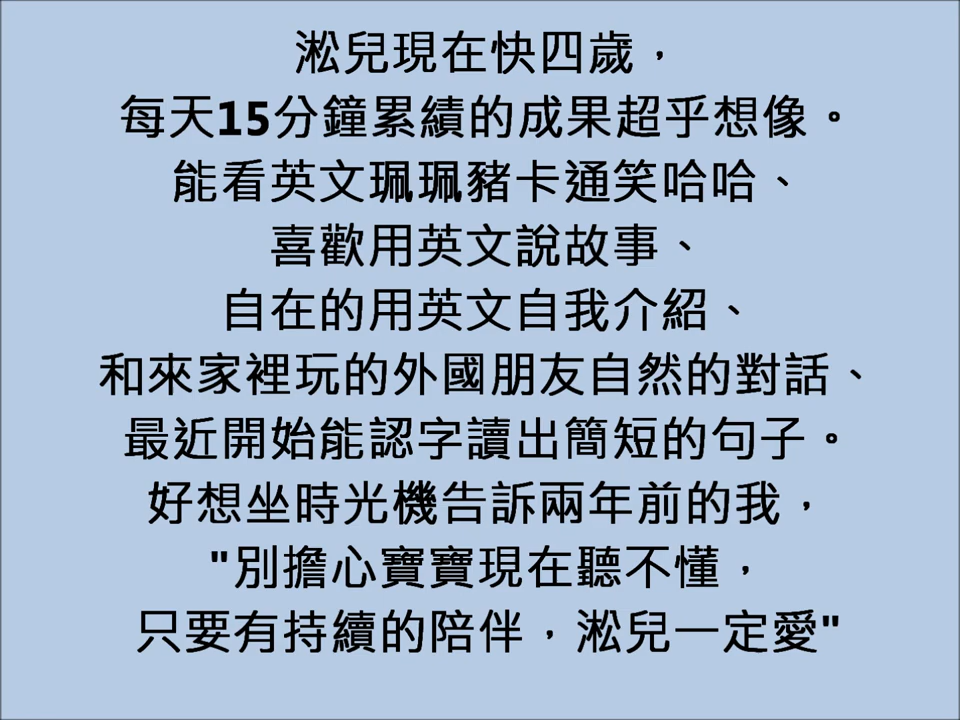 淞兒現在快四歲，
每天15分鐘累績的成果超乎想像。
能看英文珮珮豬卡通笑哈哈、
喜歡用英文說故事、
自在的用英文自我介紹、
和來家裡玩的外國朋友自然的對話、
最近開始能認字讀出簡短的句子。
好想坐時光機告訴兩年前的我，
"別擔心寶寶現在聽不懂，
只要有持續的陪伴，淞兒一定愛"